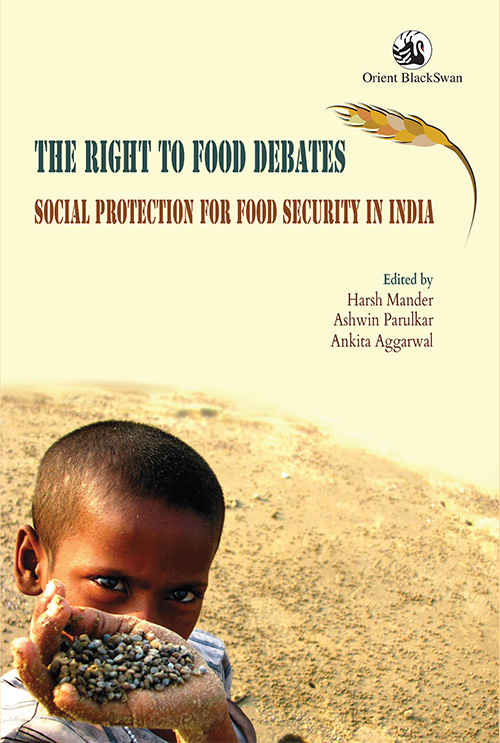 Orient BlackSwan
THE RIGHT TO FOOD DEBATES
SOCIAL PROTECTION FOR FOOD SECURITY IN INDIA
Edited by
Harsh Mander
Ashwin Parulkar
Ankita Aggarwal